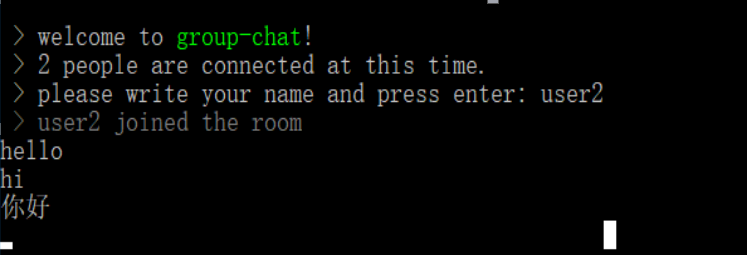 > welcome to group-chat!
> 2 people are connected at this time.
> please write your name and press enter: user2
> user2 joined the room
hello
hi
你好